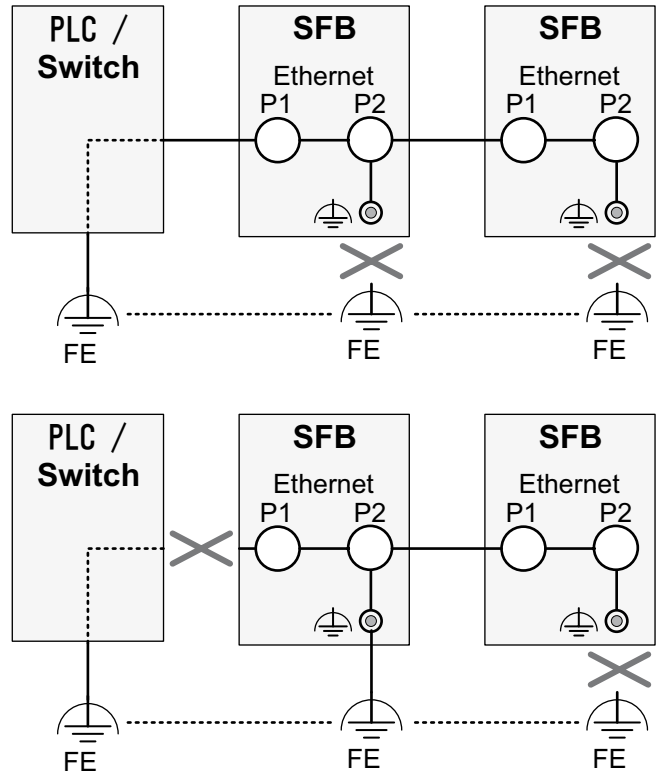 PLC /
Switch
SFB
Ethernet
P1 P2
SFB
Ethernet
P1 P2
FE
FE
FE
PLC /
Switch
SFB
Ethernet
P1 P2
SFB
Ethernet
P1 P2
FE
FE
FE